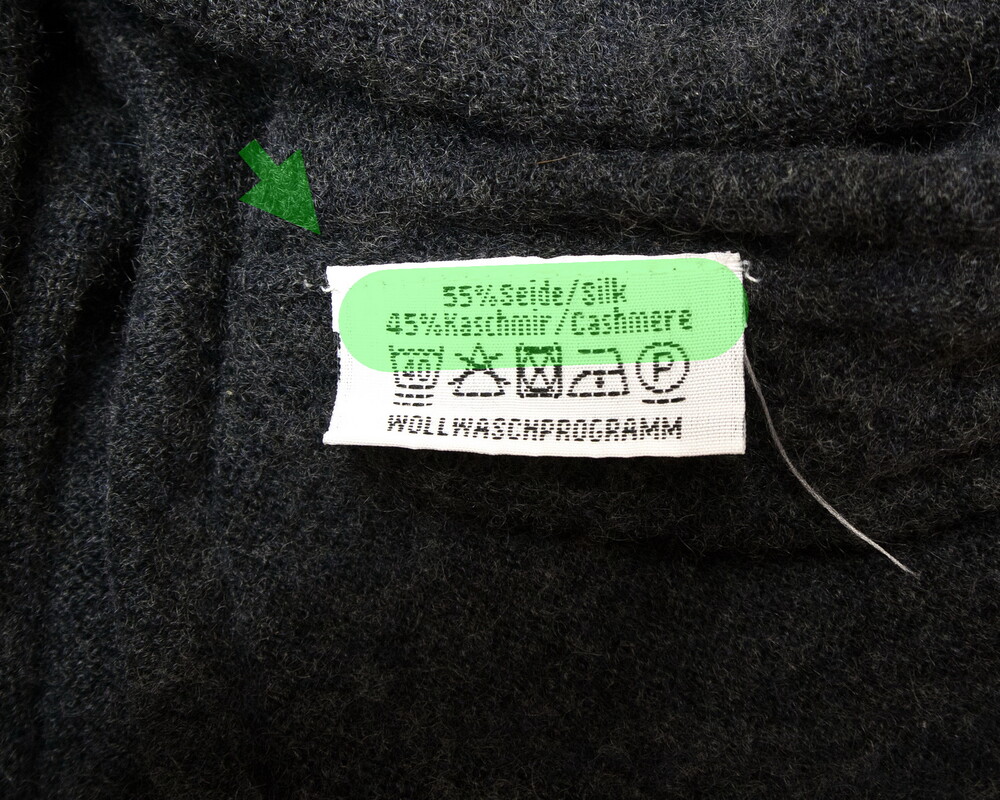 55%Seide/Silk
45%Kaschmir/Cashmere
40 P
WOLLWASCHPROGRAMM